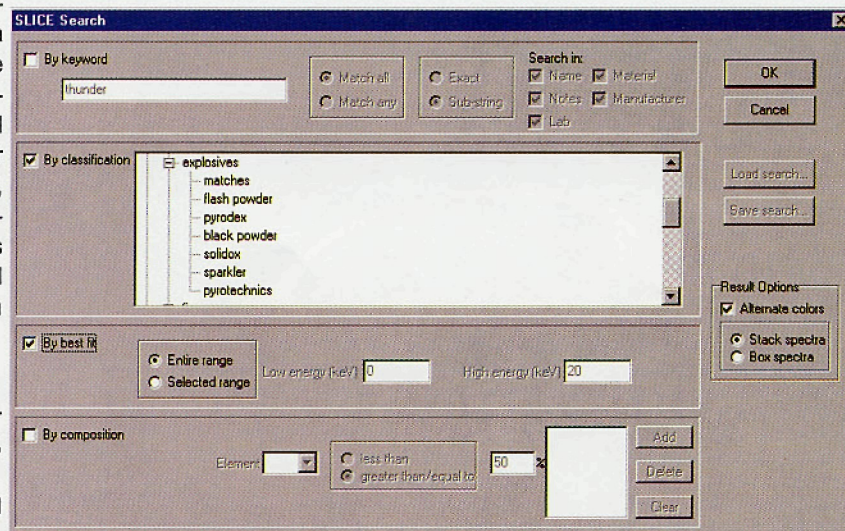 SLICE Search
By keyword
thunder
Match all
Match any
Exact
Sub-string
Search in:
Name Material
Notes Manufacturer
Lab
OK
Cancel
By classification
explosives
matches
flash powder
pyrodex
black powder
solidox
sparkler
pyrotechnics
Load search...
Save search...
Result Options
Alternate colors
Stack spectra
Box spectra
By best fit
Entire range
Selected range
Low energy (keV) 0
High energy (keV) 20
By composition
Element
less than
greater than/equal to
50 %
Add
Delete
Clear